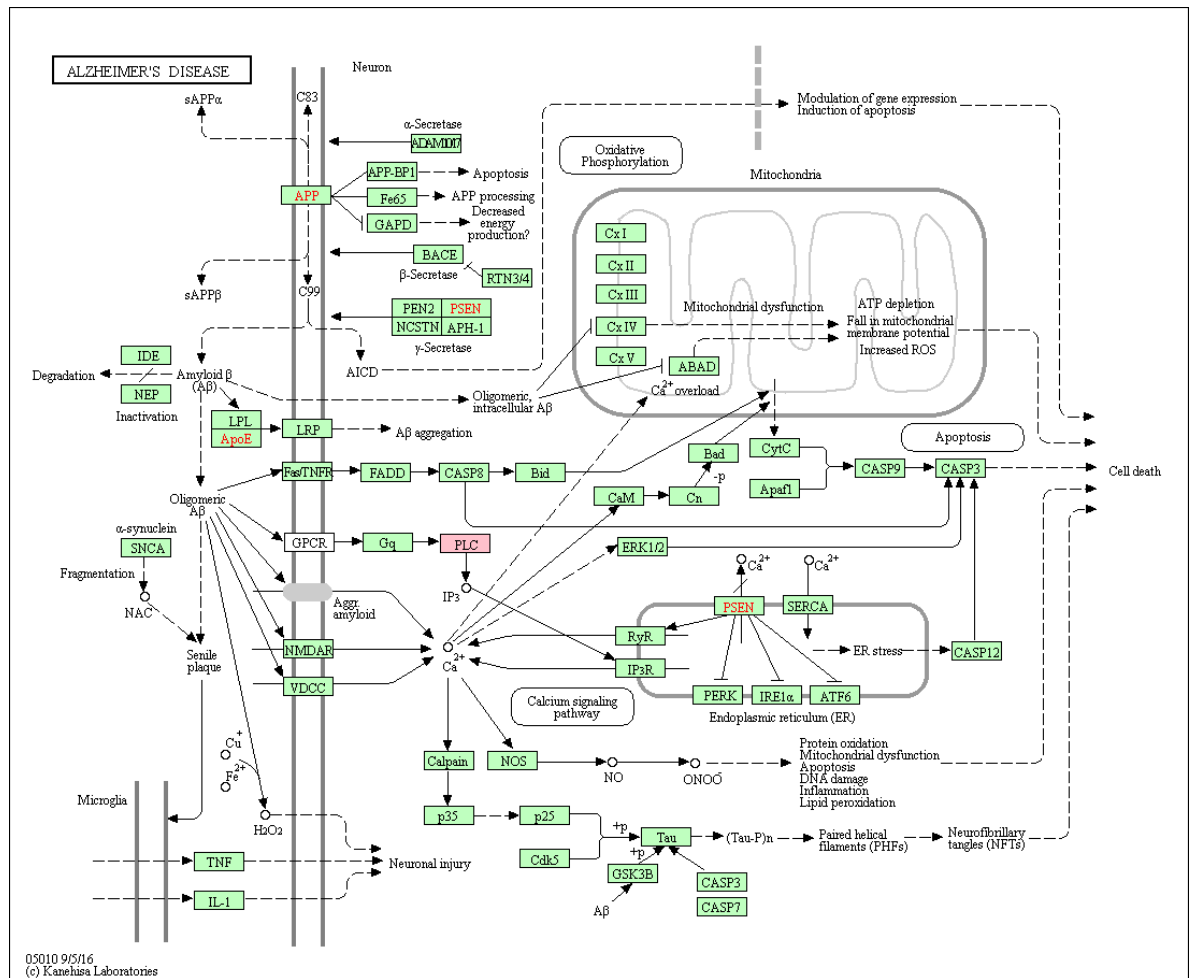 ALZHEIMER'S DISEASE
Neuron
sAPPα
C83
α-Secretase
ADAM10/17
Modulation of gene expression
Induction of apoptosis
Oxidative
Phosphorylation
APP-BP1
Apoptosis
APP
Fe65
APP processing
GAPD
Decreased
energy
production?
Mitochondria
BACE
β-Secretase
RTN3/4
sAPPβ
C99
PEN2
PSEN
NCSTN
APH-1
γ-Secretase
Cx I
Cx II
Cx III
Cx IV
Cx V
Mitochondrial dysfunction
ATP depletion
Fall in mitochondrial
membrane potential
Increased ROS
ABAD
Ca2+ overload
IDE
Degradation
Amyloid β
(Aβ)
NEP
Inactivation
AICD
Oligomeric,
intracellular Aβ
LPL
ApoE
LRP
Aβ aggregation
Apoptosis
Fas/TNFR
FADD
CASP8
Bid
Bad
-p
CytC
CASP9
CASP3
Cell death
CaM
Cn
Apaf1
Oligomeric
Aβ
α-synuclein
SNCA
Fragmentation
NAC
GPCR
Gq
PLC
ERK1/2
IP3
Ca2+
Ca2+
Aggr.
amyloid
PSEN
SERCA
Senile
plaque
NMDAR
Ca2+
RyR
ER stress
CASP12
VDCC
IP3R
PERK
IRE1α
ATF6
Calcium signaling
pathway
Endoplasmic reticulum (ER)
Cu+
Fe2+
H2O2
Microglia
Calpain
NOS
NO
ONOO-
Protein oxidation
Mitochondrial dysfunction
Apoptosis
DNA damage
Inflammation
Lipid peroxidation
p35
p25
Cdk5
+p
Tau
(Tau-P)n
Paired helical
filaments (PHFs)
Neurofibrillary
tangles (NFTs)
TNF
Neuronal injury
+p
GSK3B
CASP3
IL-1
Aβ
CASP7
05010 9/5/16
(c) Kanehisa Laboratories